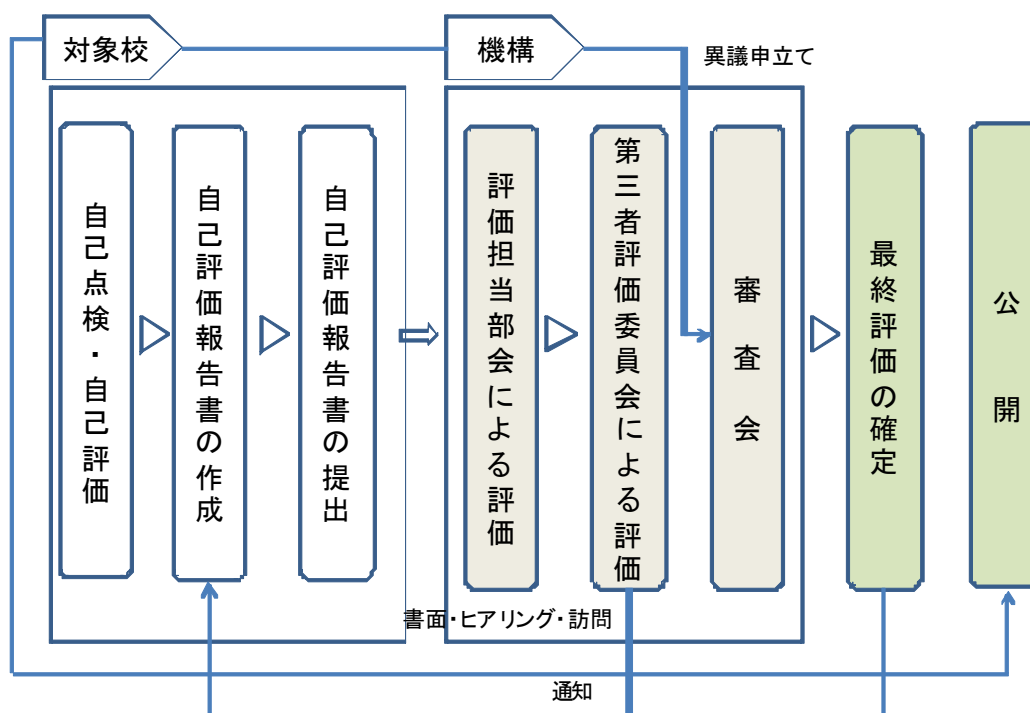 対象校
機構
異議申立て
自己点検・自己評価
自己評価報告書の作成
自己評価報告書の提出
評価担当部会による評価
第三者評価委員会による評価
審査会
最終評価の確定
公開
書面・ヒアリング・訪問
通知